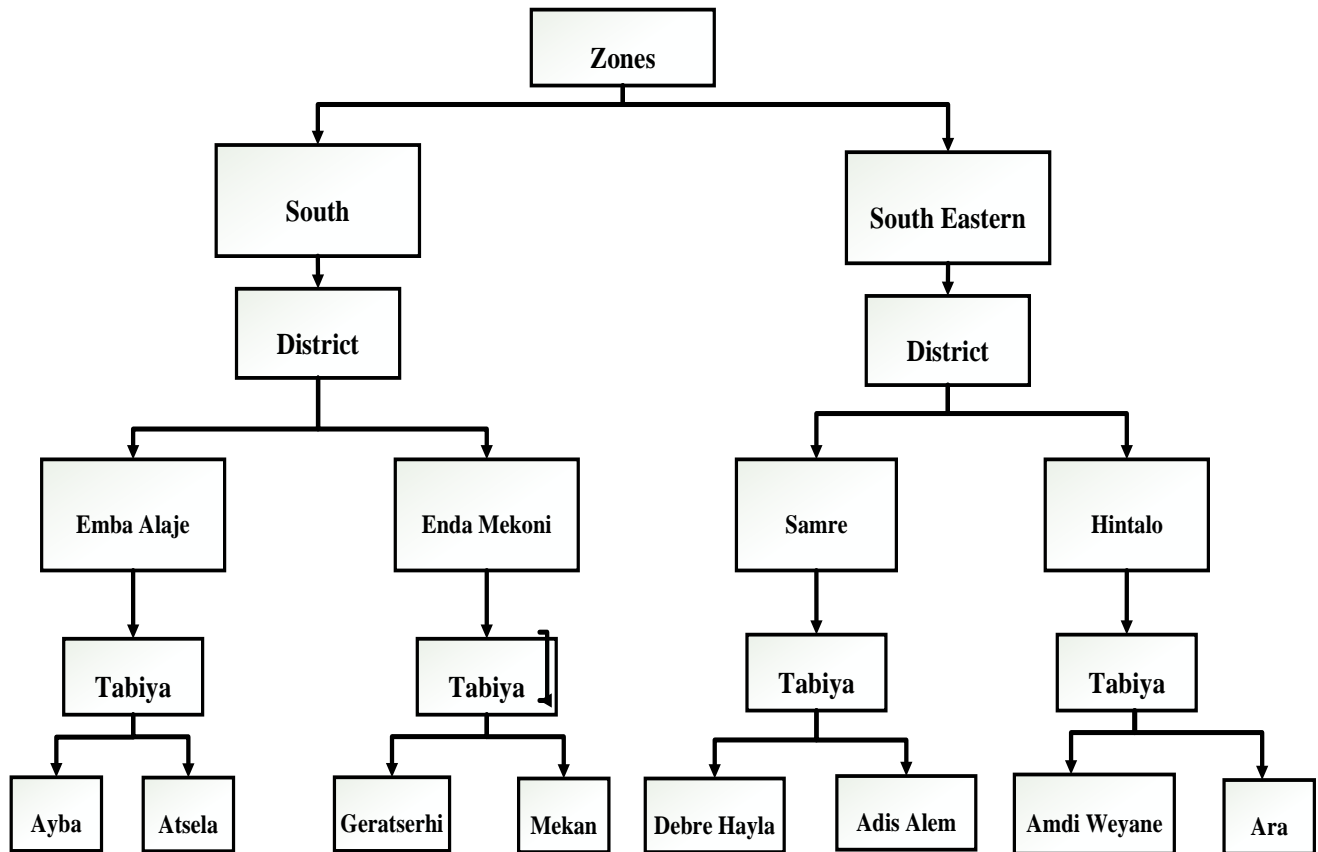 Zones
South
South Eastern
District
District
Emba Alaje
Enda Mekoni
Samre
Hintalo
Tabiya
Tabiya
Tabiya
Tabiya
Ayba
Atsela
Geratserhi
Mekan
Debre Hayla
Adis Alem
Amdi Weyane
Ara